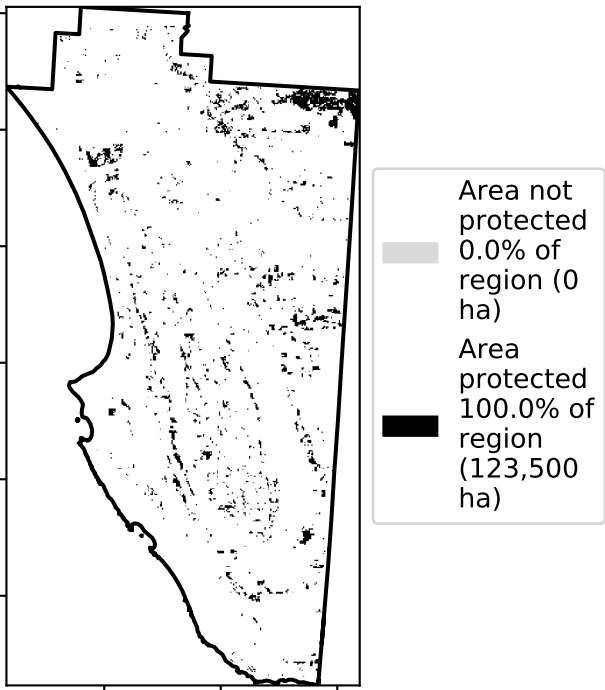 Area not
protected
0.0% of
region (0
ha)
Area
protected
100.0% of
region
(123,500
ha)